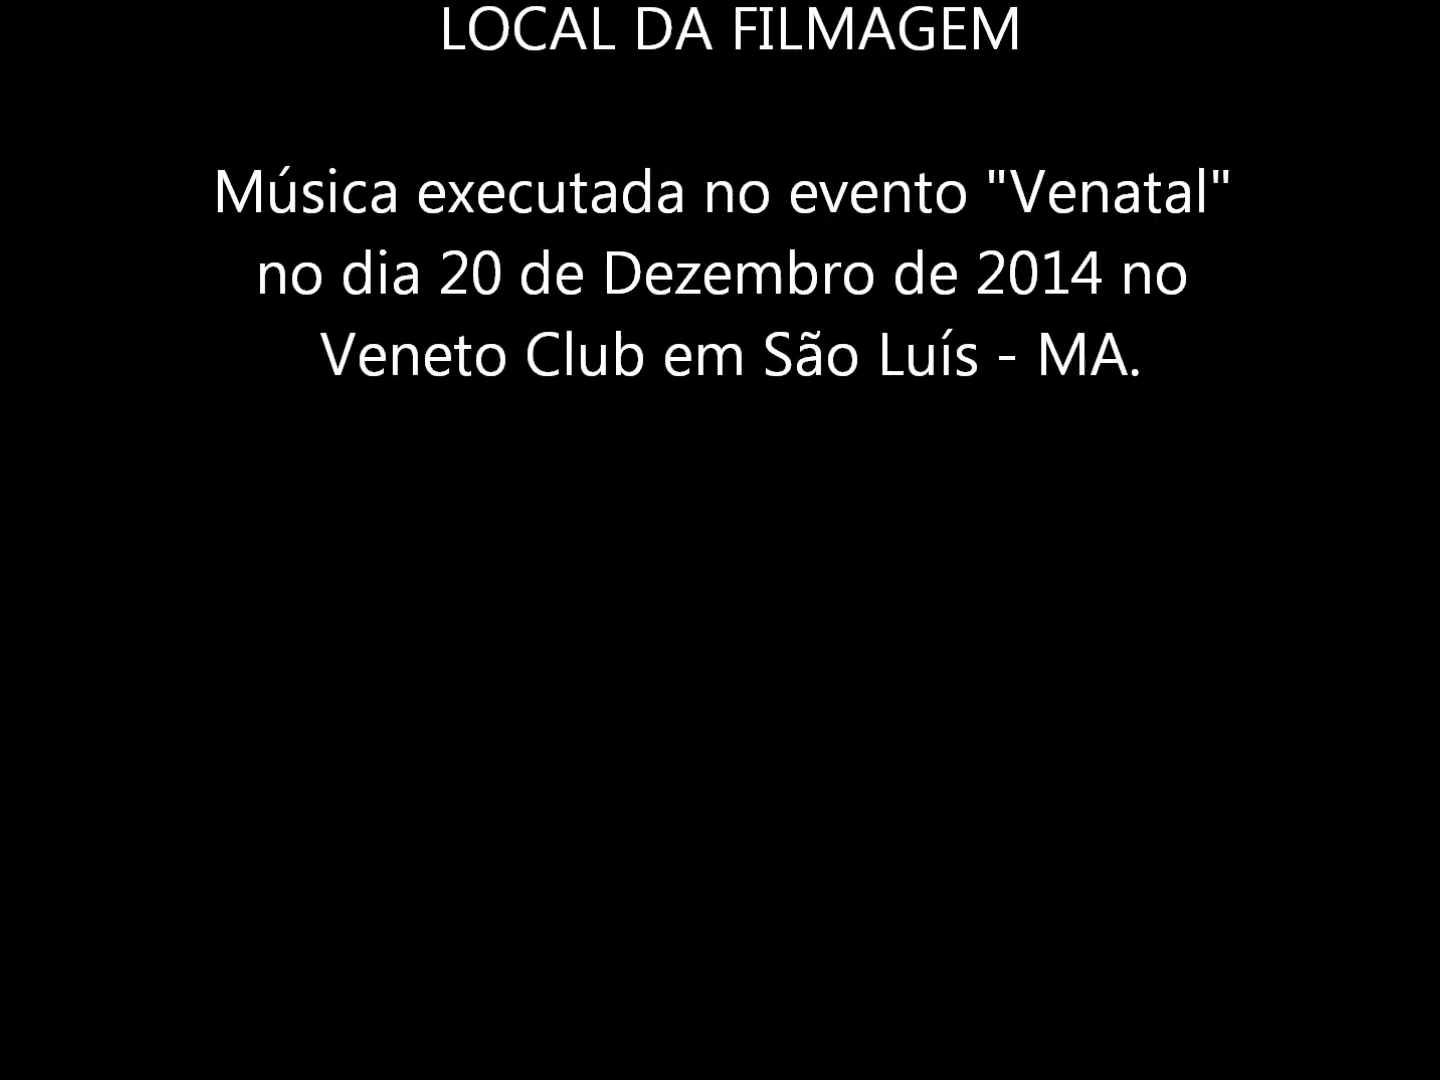 LOCAL DA FILMAGEM
Música executada no evento "Venatal"
no dia 20 de Dezembro de 2014 no
Veneto Club em São Luís - MA.